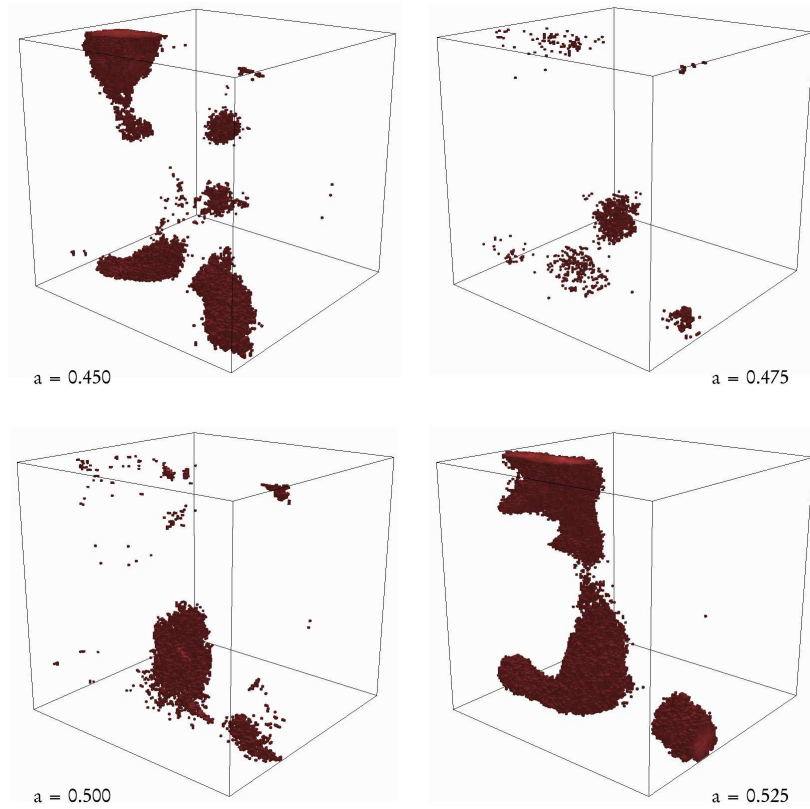 a = 0.450
a = 0.475
a = 0.500
a = 0.525